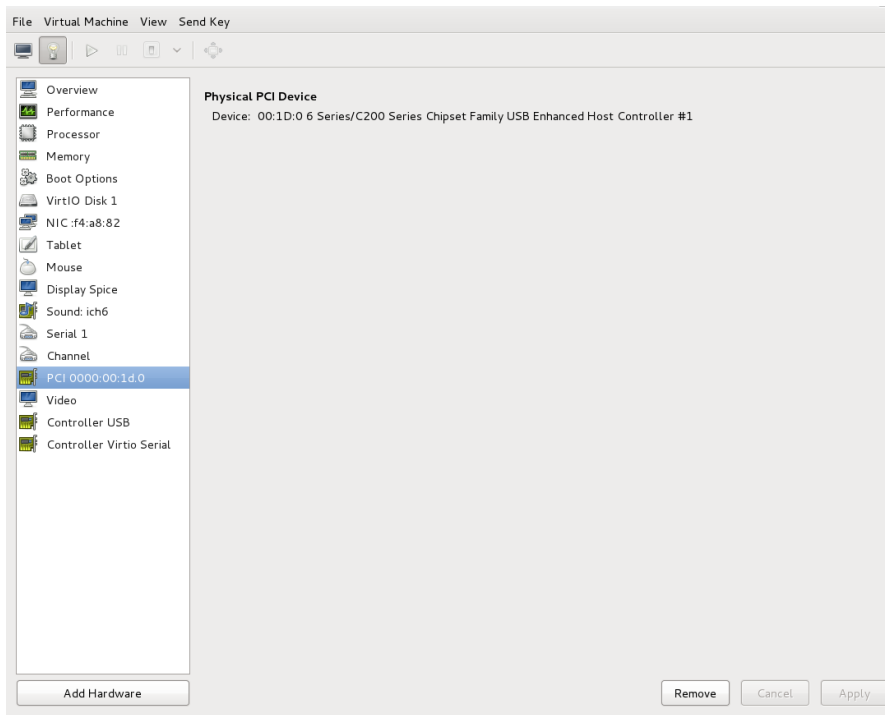 File Virtual Machine View Send Key
Overview
Performance
Processor
Memory
Boot Options
VirtIO Disk 1
NIC :f4:a8:82
Tablet
Mouse
Display Spice
Sound: ich6
Serial 1
Channel
PCI 0000:00:1d.0
Video
Controller USB
Controller Virtio Serial
Add Hardware
Physical PCI Device
Device: 00:1D:0 6 Series/C200 Series Chipset Family USB Enhanced Host Controller #1
Remove Cancel Apply